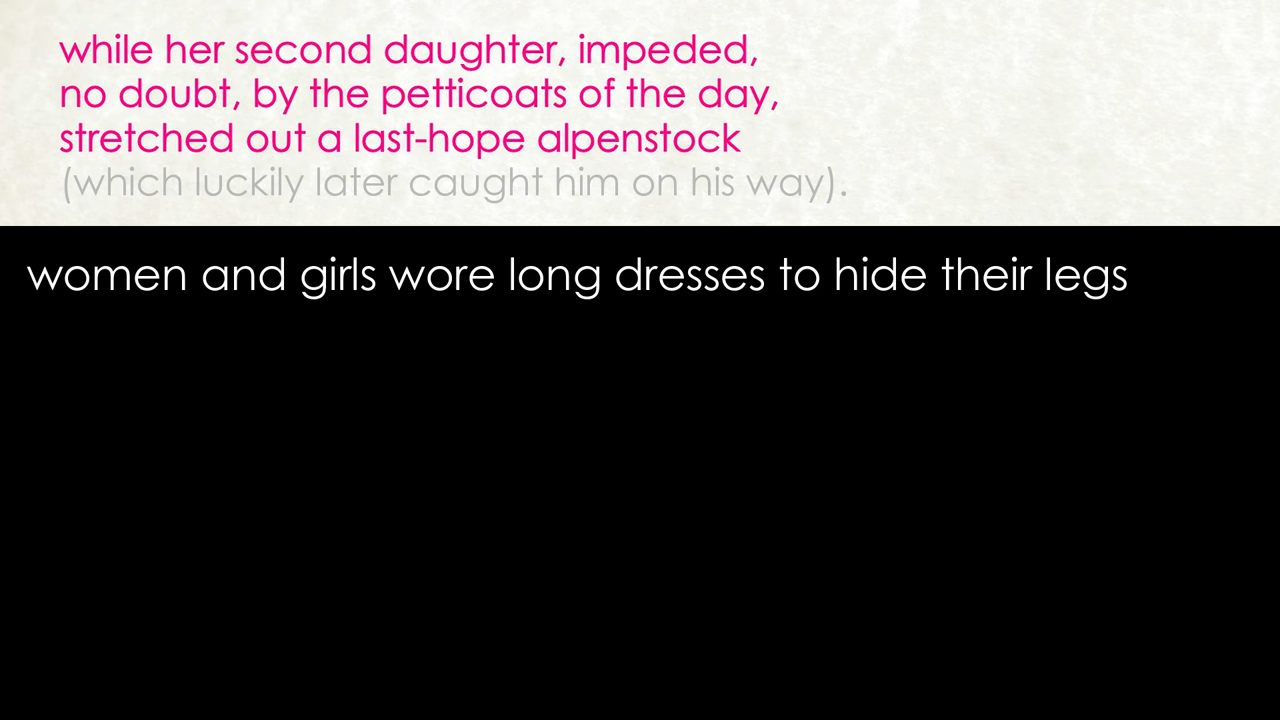 while her second daughter, impeded,
no doubt, by the petticoats of the day,
stretched out a last-hope alpenstock
(which luckily later caught him on his way).
women and girls wore long dresses to hide their legs